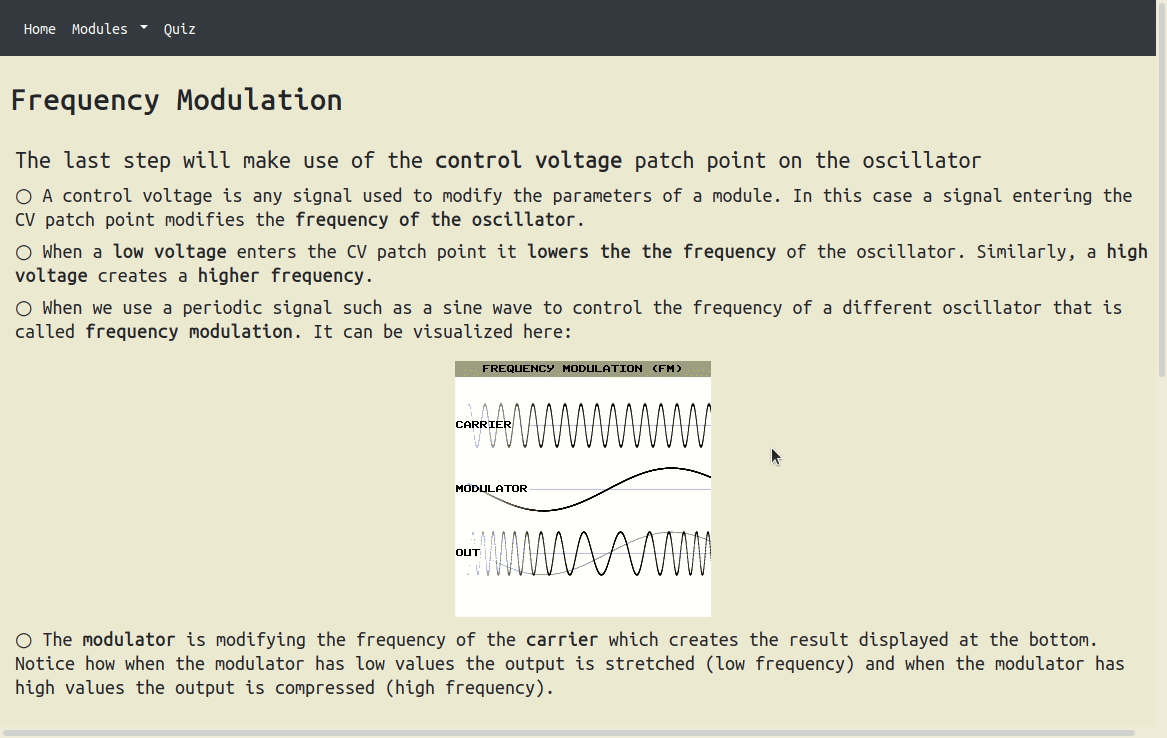 Home Modules Quiz
Frequency Modulation
The last step will make use of the control voltage patch point on the oscillator
○ A control voltage is any signal used to modify the parameters of a module. In this case a signal entering the
CV patch point modifies the frequency of the oscillator.
○ When a low voltage enters the CV patch point it lowers the the frequency of the oscillator. Similarly, a high
voltage creates a higher frequency.
○ When we use a periodic signal such as a sine wave to control the frequency of a different oscillator that is
called frequency modulation. It can be visualized here:
FREQUENCY MODULATION (FM)
CARRIER
MODULATOR
OUT
○ The modulator is modifying the frequency of the carrier which creates the result displayed at the bottom.
Notice how when the modulator has low values the output is stretched (low frequency) and when the modulator has
high values the output is compressed (high frequency).